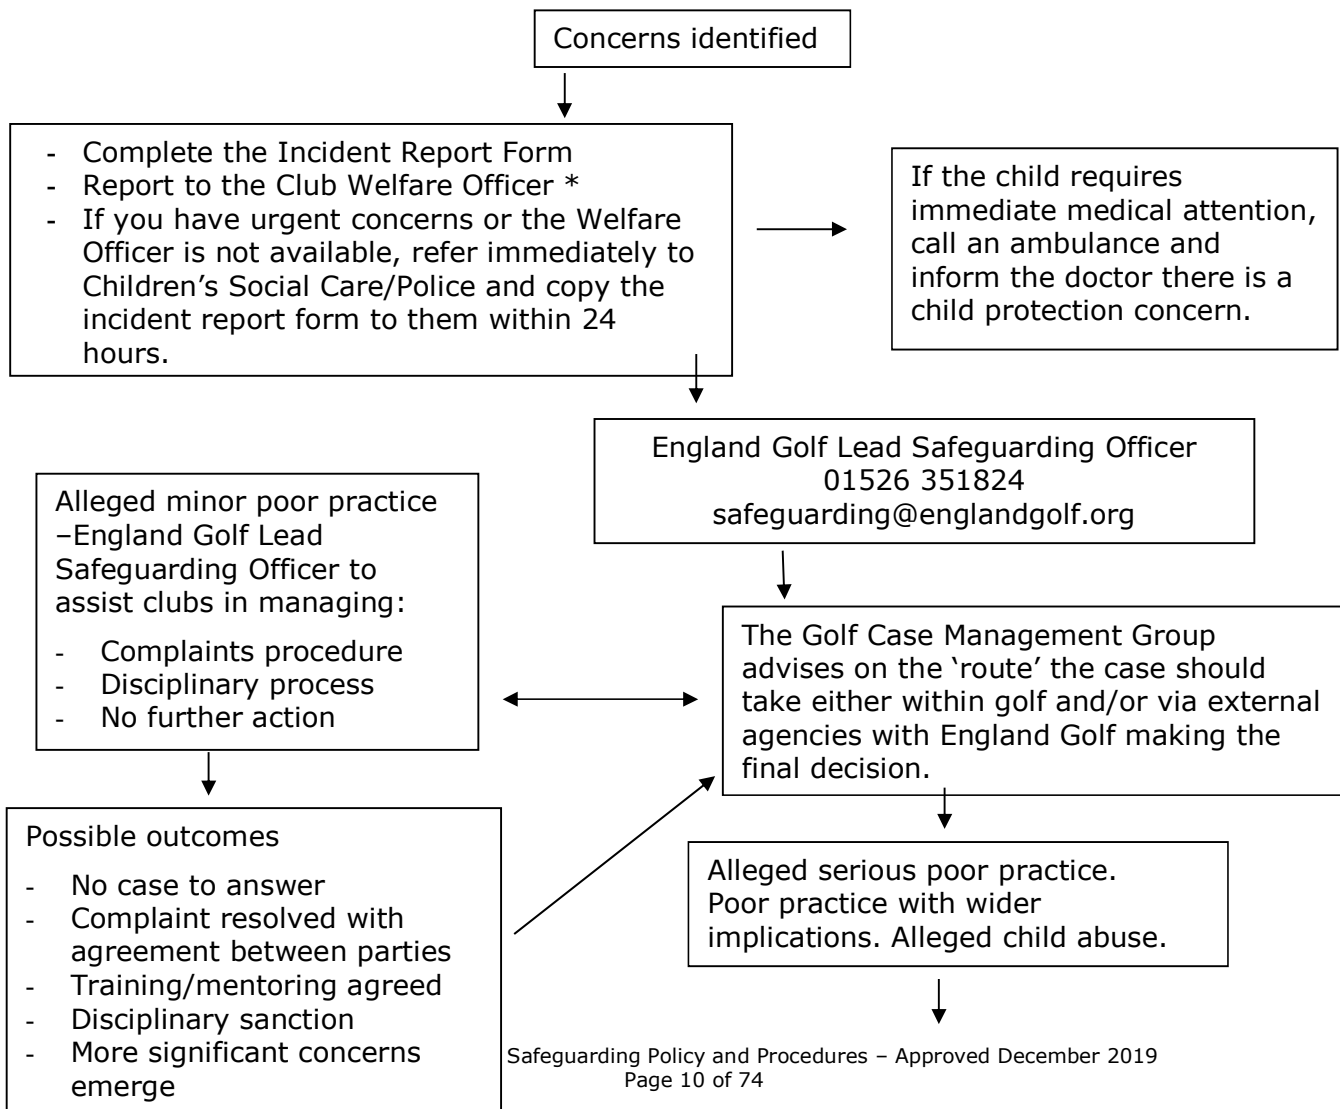 Concerns identified
- Complete the Incident Report Form
- Report to the Club Welfare Officer *
- If you have urgent concerns or the Welfare
Officer is not available, refer immediately to
Children’s Social Care/Police and copy the
incident report form to them within 24
hours.
If the child requires
immediate medical attention,
call an ambulance and
inform the doctor there is a
child protection concern.
England Golf Lead Safeguarding Officer
01526 351824
safeguarding@englandgolf.org
Alleged minor poor practice
–England Golf Lead
Safeguarding Officer to
assist clubs in managing:
- Complaints procedure
- Disciplinary process
- No further action
The Golf Case Management Group
advises on the ‘route’ the case should
take either within golf and/or via external
agencies with England Golf making the
final decision.
Possible outcomes
- No case to answer
- Complaint resolved with
agreement between parties
- Training/mentoring agreed
- Disciplinary sanction
- More significant concerns
emerge
Alleged serious poor practice.
Poor practice with wider
implications. Alleged child abuse.
Safeguarding Policy and Procedures – Approved December 2019
Page 10 of 74